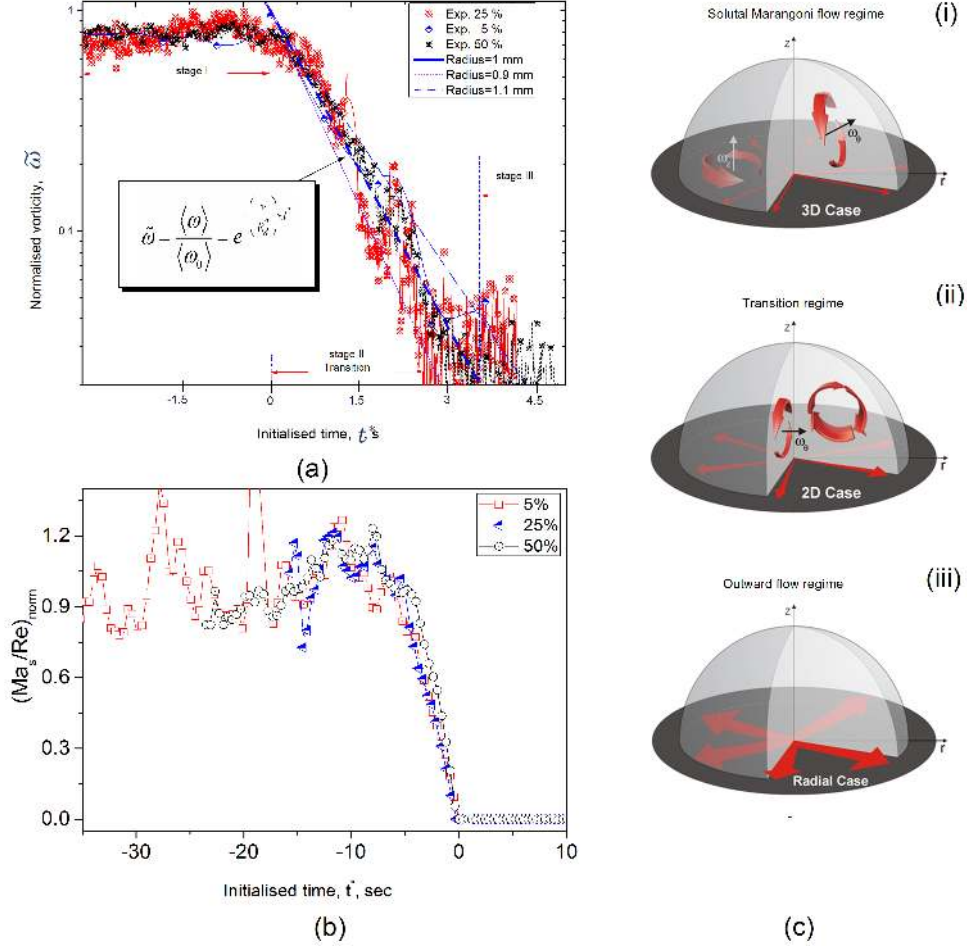 Exp. 25 %
Exp. 5 %
Exp. 50 %
Radius=1 mm
Radius=0.9 mm
Radius=1.1 mm
stage I
stage III
stage II
Transition
1
0.1
-1.5
0
1.5
3
4.5
Normalised vorticity, ω̃
Initialised time, t*s
ω̃ – ⟨ω⟩ / ⟨ω₀⟩ – e
(a)
5%
25%
50%
1.2
0.9
0.6
0.3
0.0
-30
-20
-10
0
10
(Ma_s/Re)_norm
Initialised time, t*, sec
(b)
(i)
Solutal Marangoni flow regime
z
r
3D Case
(ii)
Transition regime
z
r
2D Case
(iii)
Outward flow regime
z
r
Radial Case
-
(c)